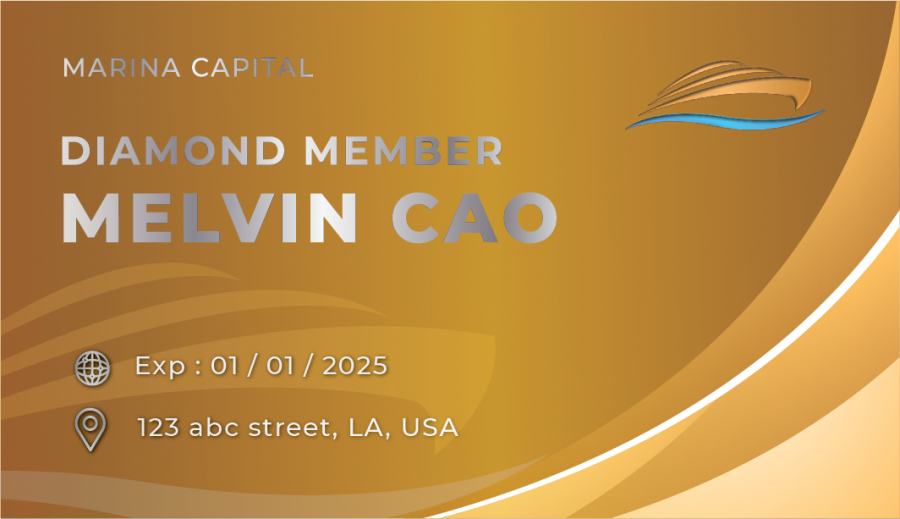 MARINA CAPITAL
DIAMOND MEMBER
MELVIN CAO
Exp : 01 / 01 / 2025
123 abc street, LA, USA